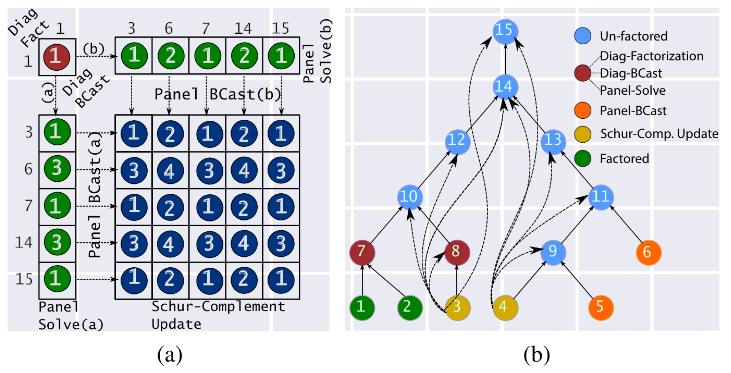 Diag
Fact
1
3 6 7 14 15
1
1
(b)
1 2 1 2 1
Panel
Solve(b)
(a)
Diag
BCast
Panel BCast(b)
Panel BCast(a)
3
1
1 2 1 2 1
6
3
3 4 3 4 3
7
1
1 2 1 2 1
14
3
3 4 3 4 3
15
1
1 2 1 2 1
Panel
Solve(a)
Schur-Complement
Update
(a)
15
14
12 13
10 11
7 8 9 6
1 2 3 4 5
Un-factored
Diag-Factorization
Diag-BCast
Panel-Solve
Panel-BCast
Schur-Comp. Update
Factored
(b)